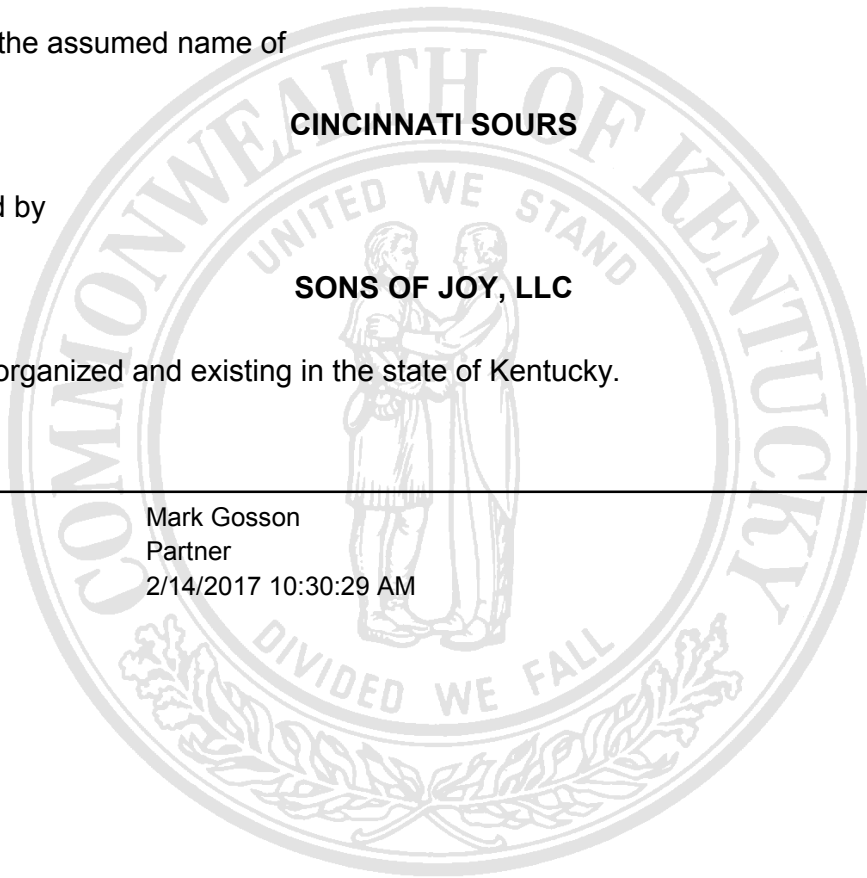 the assumed name of
CINCINNATI SOURS
d by
SONS OF JOY, LLC
organized and existing in the state of Kentucky.
Mark Gosson
Partner
2/14/2017 10:30:29 AM
COMMONWEALTH OF KENTUCKY
UNITED WE STAND
DIVIDED WE FALL